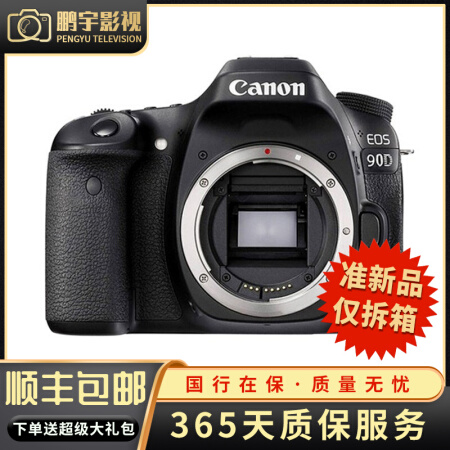 鹏宇影视
PENGYU TELEVISION
Canon
EOS
90D
准新品
仅拆箱
顺丰包邮
下单送超级大礼包
国行在保·质量无忧
365天质保服务